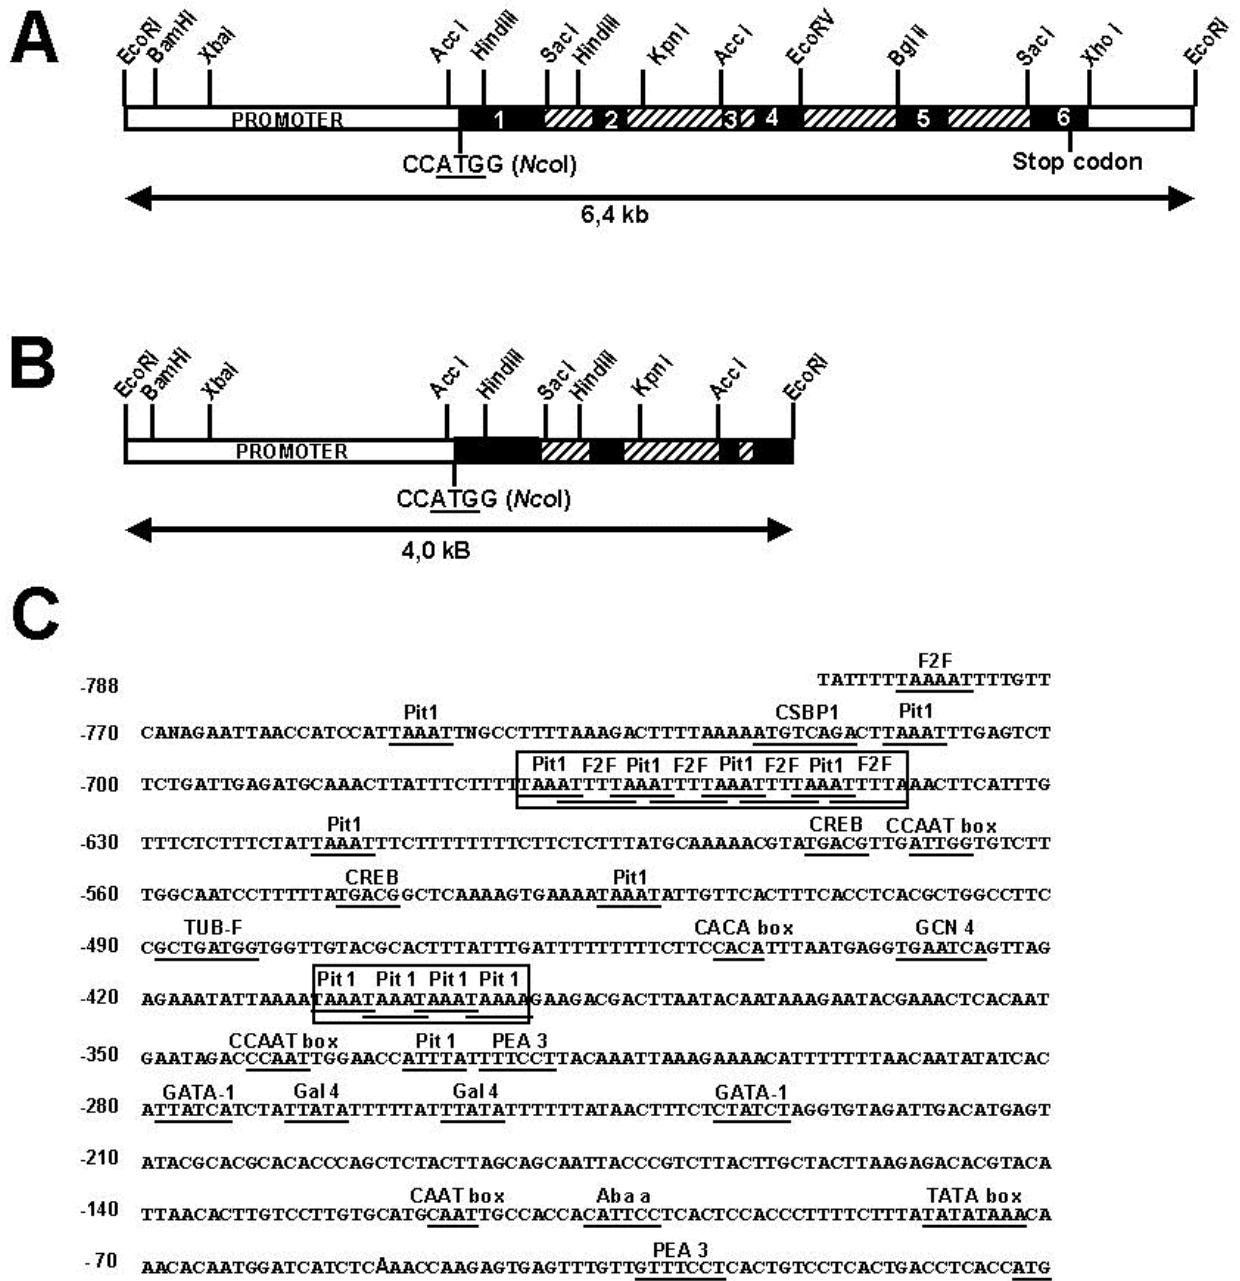 A
EcoRI BamHI XbaI Acc I HindIII Sac I HindIII Kpn I Acc I EcoRV Bgl II Sac I Xho I EcoRI
PROMOTER 1 2 3 4 5 6
CCATGG (NcoI) Stop codon
6,4 kb
B
EcoRI BamHI XbaI Acc I HindIII Sac I HindIII Kpn I Acc I EcoRI
PROMOTER
CCATGG (NcoI)
4,0 kB
C
F2F
-788 TATTTTTAAAATTTTGTT
Pit1 CSBP1 Pit1
-770 CANAGAATTAACCATCCATTAAATTNGCCTTTTAAAGACTTTTAAAAATGTCAGACTTAAATTTGAGTCT
Pit1 F2F Pit1 F2F Pit1 F2F Pit1 F2F
-700 TCTGATTGAGATGCAAACTTATTTCTTTTTAAATTTTTAAATTTTTAAATTTTTAAATTTTTAAACTTCATTTG
Pit1 CREB CCAAT box
-630 TTTCTCTTTCTATTAAATTTCTTTTTTTTTCTTCTCTTTATGCAAAAACGTATGACGTTGATTGGTGTCTT
CREB Pit1
-560 TGGCAATCCTTTTTATGACGGCTCAAAAGTGAAAATAAATATTGTTCACTTTCACCTCACGCTGGCCTTC
TUB-F CACA box GCN 4
-490 CGCTGATGGTGGTTGTACGCACTTTATTTGATTTTTTTTTTCTTCCACATTTAATGAGGTGAATCAGTTAG
Pit 1 Pit 1 Pit 1 Pit 1
-420 AGAAATATTAAAATAAATAAATAAATAAAAGAAGACGACTTAATACAATAAAGAATACGAAACTCACAAT
CCAAT box Pit 1 PEA 3
-350 GAATAGACCCAATTGGAACCATTTATTTTCCTTACAAATTAAAGAAAACATTTTTTTAACAATATATCAC
GATA-1 Gal 4 Gal 4 GATA-1
-280 ATTATCATCTATTATATTTTTATTTATATTTTTTATAACTTTCTCTATCTAGGTGTAGATTGACATGAGT
-210 ATACGCACGCACACCCAGCTCTACTTAGCAGCAATTACCCGTCTTACTTGCTACTTAAGAGACACGTACA
CAAT box Aba a TATA box
-140 TTAACACTTGTCCTTGTGCATGCAATTGCCACCACATTCCTCACTCCACCCTTTTCTTTATATATAAACA
PEA 3
-70 AACACAATGGATCATCTCAAACCAAGAGTGAGTTTGTTGTTTCCTCACTGTCCTCACTGACCTCACCATG